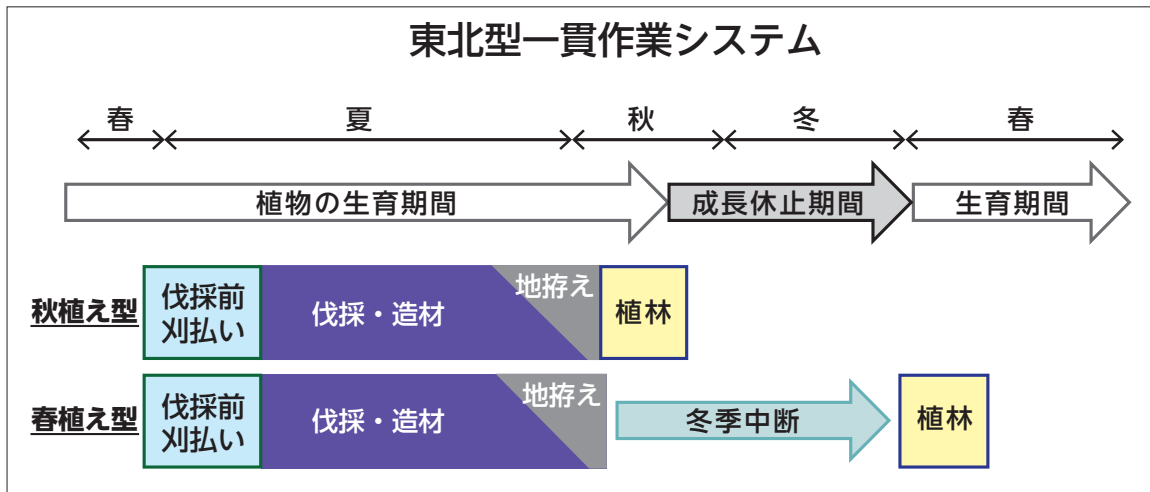 東北型一貫作業システム
春 夏 秋 冬 春
植物の生育期間 成長休止期間 生育期間
秋植え型
伐採前
刈払い
伐採・造材
地拵え
植林
春植え型
伐採前
刈払い
伐採・造材
地拵え
冬季中断
植林